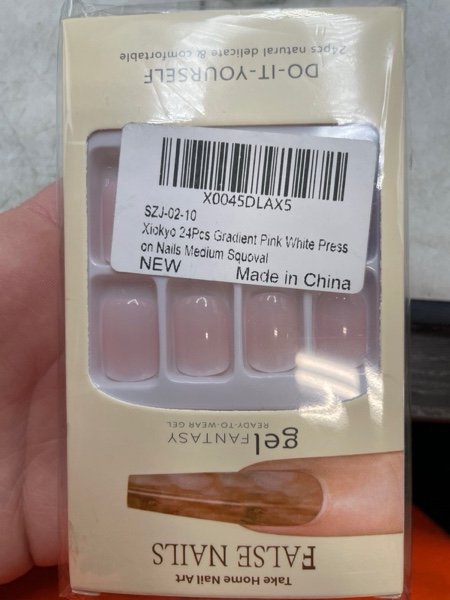 X0045DLAX5
SZJ-02-10
Xiokyo 24Pcs Gradient Pink White Press
on Nails Medium Squoval
NEW Made in China
Take Home Nail Art
FALSE NAILS
gel FANTASY
READY-TO-WEAR GEL
DO-IT-YOURSELF
24pcs natural delicate & comfortable